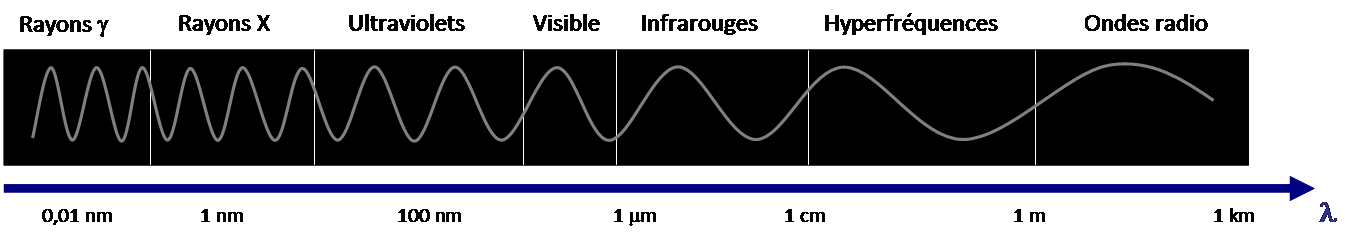 Rayons γ Rayons X Ultraviolets Visible Infrarouges Hyperfréquences Ondes radio
0,01 nm 1 nm 100 nm 1 µm 1 cm 1 m 1 km λ